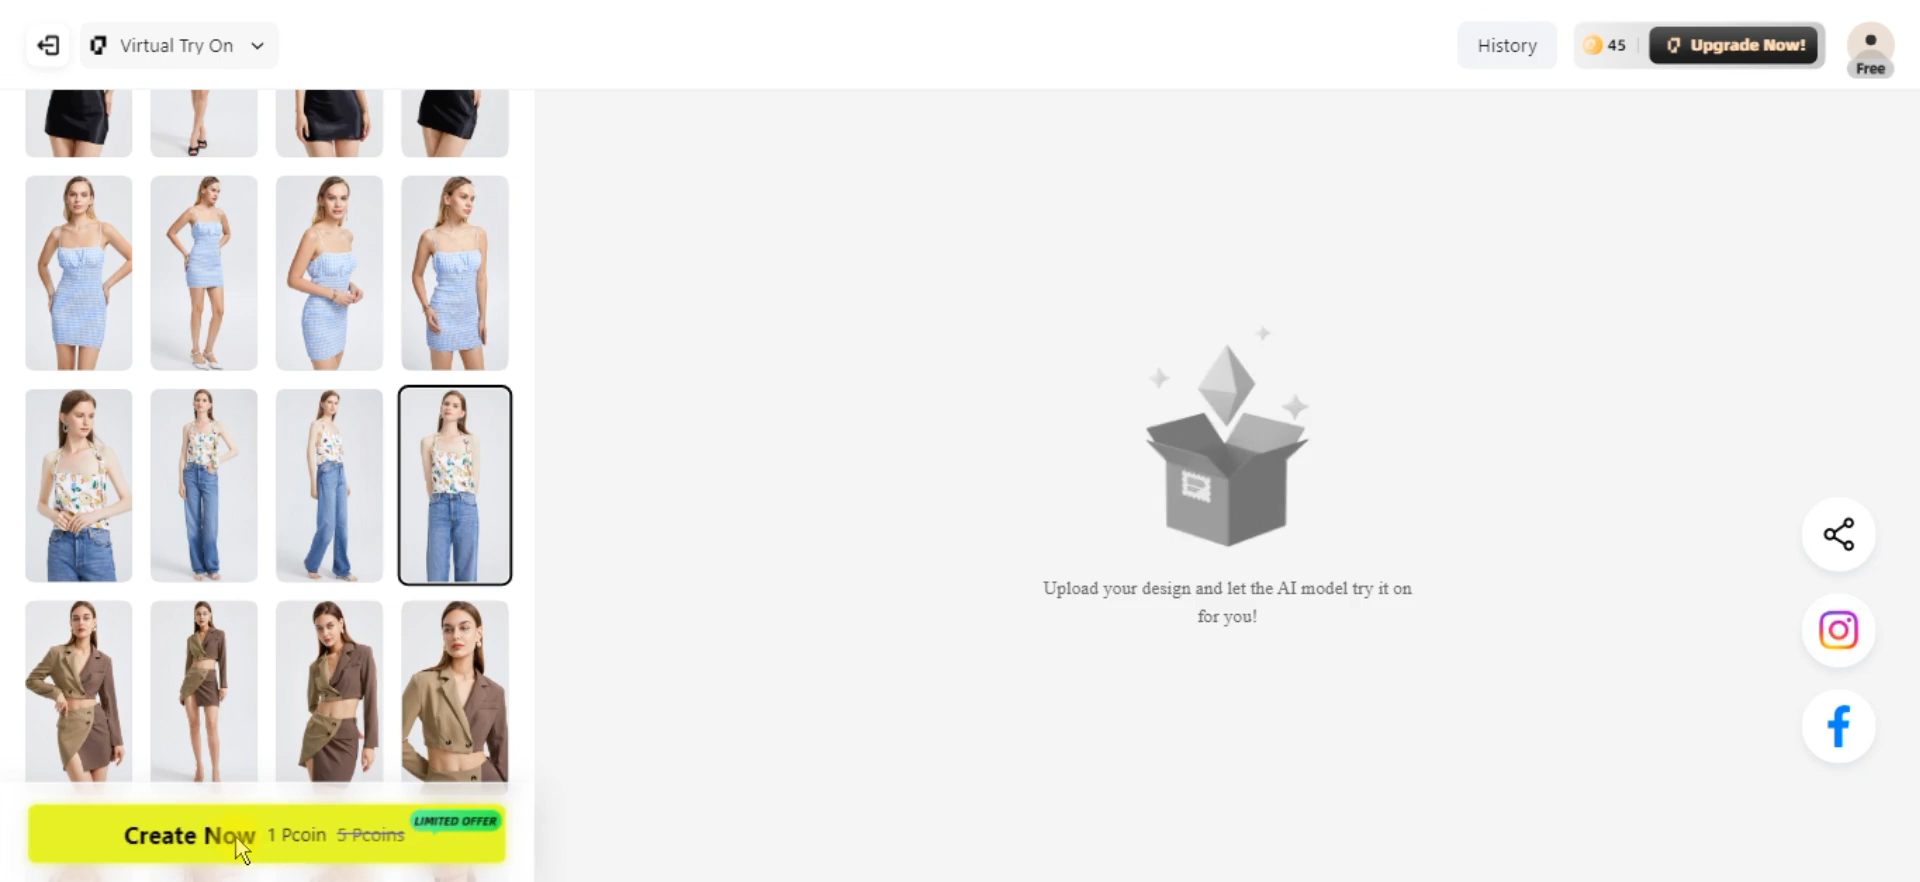 Virtual Try On
History
45
Upgrade Now!
Free
Upload your design and let the AI model try it on
for you!
LIMITED OFFER
Create Now 1 Pcoin 5 Pcoins